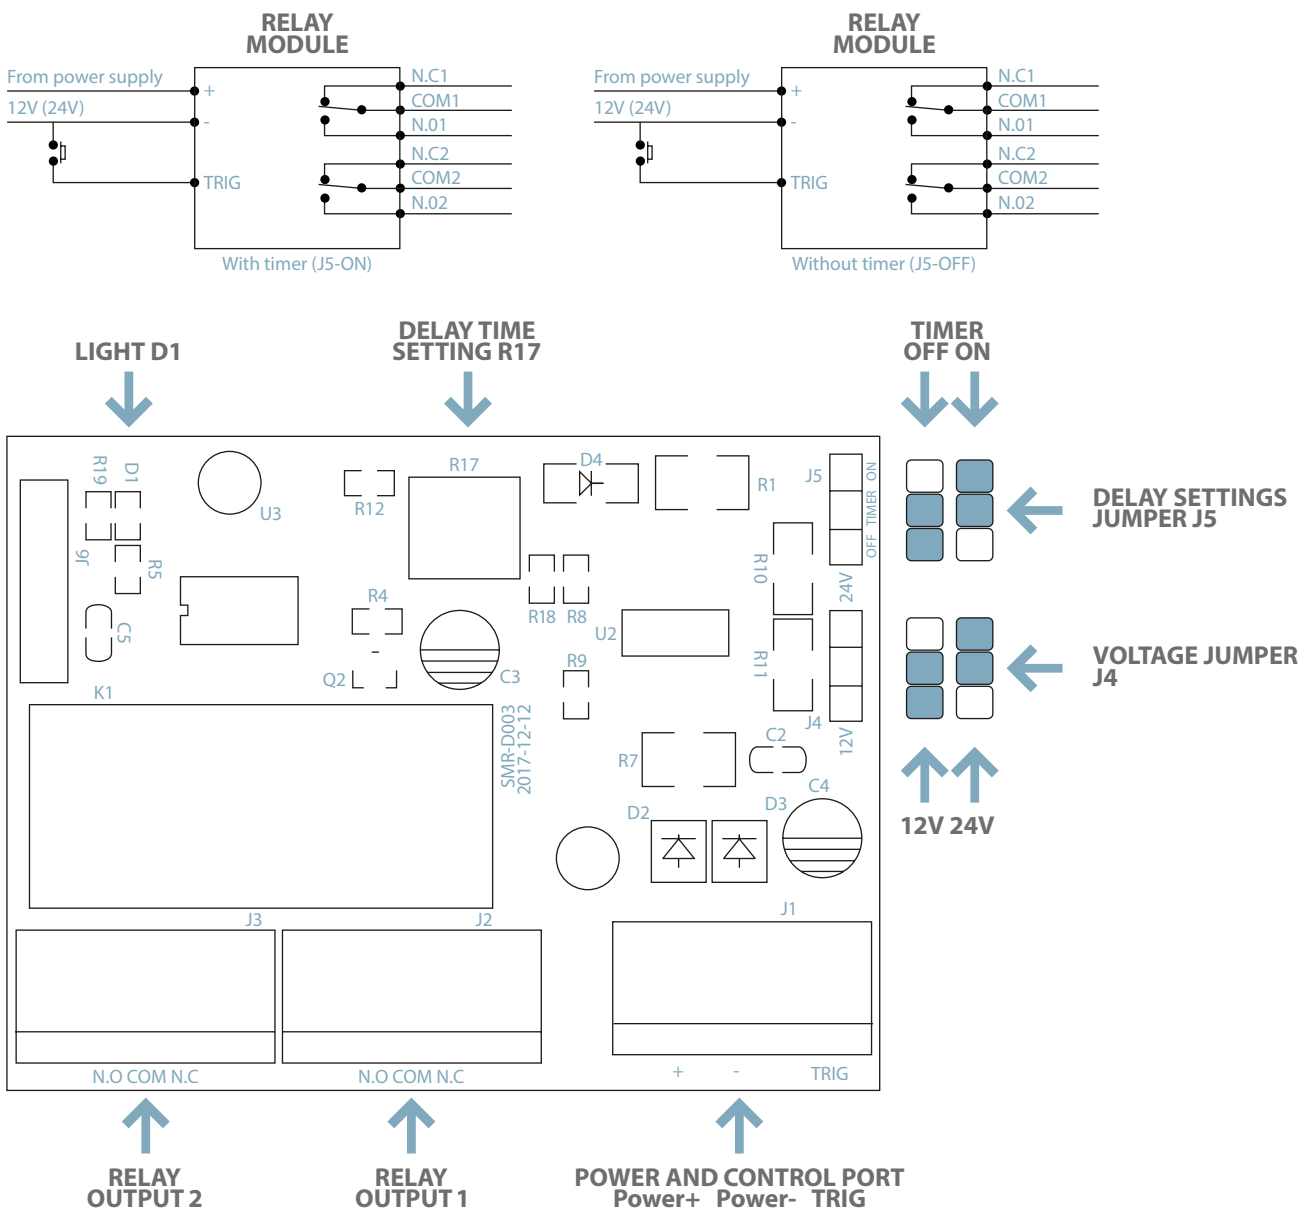 RELAY
MODULE
From power supply
12V (24V)
+
-
TRIG
N.C1
COM1
N.01
N.C2
COM2
N.02
With timer (J5-ON)
RELAY
MODULE
From power supply
12V (24V)
+
-
TRIG
N.C1
COM1
N.01
N.C2
COM2
N.02
Without timer (J5-OFF)
LIGHT D1
DELAY TIME
SETTING R17
TIMER
OFF ON
R19
D1
U3
R12
R17
D4
R1
J5
OFF TIMER ON
DELAY SETTINGS
JUMPER J5
J6
R5
C5
R4
Q2
C3
R18
R8
U2
R9
R10
R11
24V
J4
12V
VOLTAGE JUMPER
J4
K1
SMR-D003
2017-12-12
R7
C2
D2
D3
C4
12V 24V
J3
J2
J1
N.O COM N.C
N.O COM N.C
+
-
TRIG
RELAY
OUTPUT 2
RELAY
OUTPUT 1
POWER AND CONTROL PORT
Power+ Power- TRIG